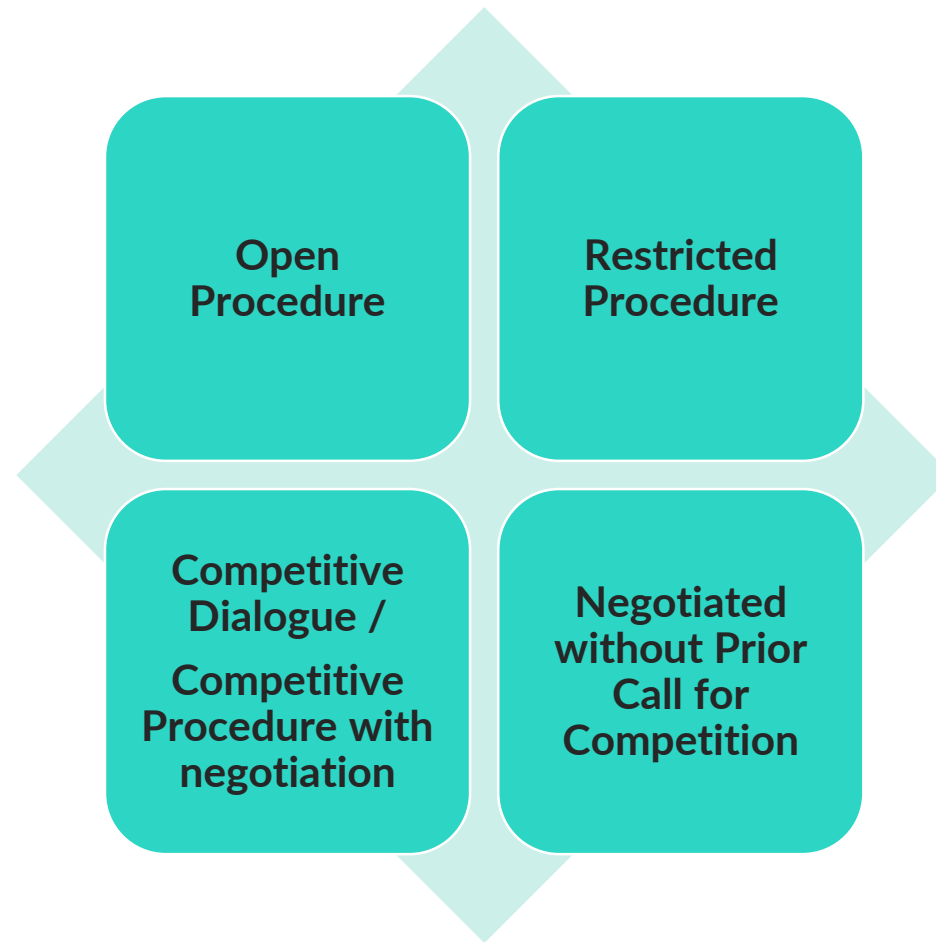 Open
Procedure
Restricted
Procedure
Competitive
Dialogue /
Competitive
Procedure with
negotiation
Negotiated
without Prior
Call for
Competition